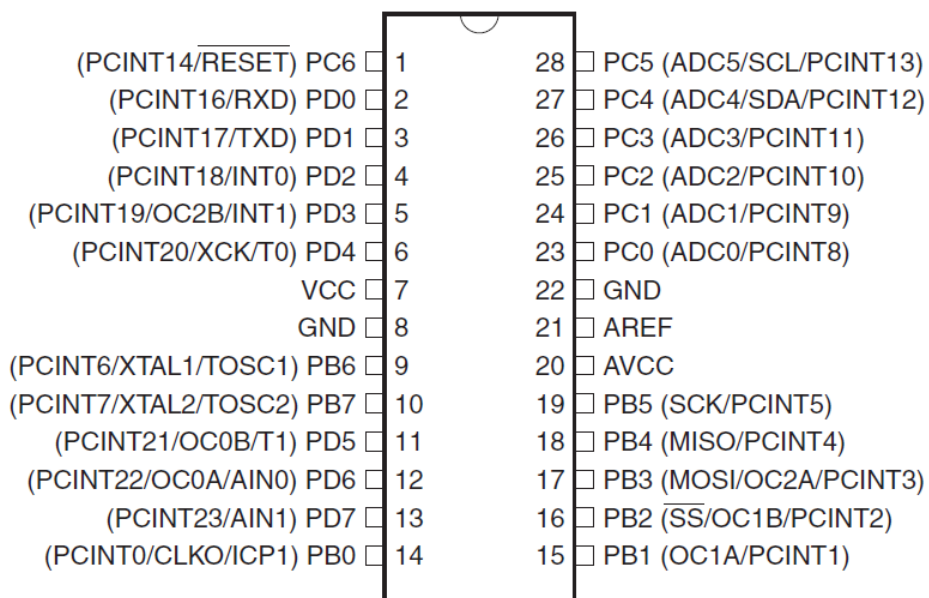 (PCINT14/RESET) PC6 1 28 PC5 (ADC5/SCL/PCINT13)
(PCINT16/RXD) PD0 2 27 PC4 (ADC4/SDA/PCINT12)
(PCINT17/TXD) PD1 3 26 PC3 (ADC3/PCINT11)
(PCINT18/INT0) PD2 4 25 PC2 (ADC2/PCINT10)
(PCINT19/OC2B/INT1) PD3 5 24 PC1 (ADC1/PCINT9)
(PCINT20/XCK/T0) PD4 6 23 PC0 (ADC0/PCINT8)
VCC 7 22 GND
GND 8 21 AREF
(PCINT6/XTAL1/TOSC1) PB6 9 20 AVCC
(PCINT7/XTAL2/TOSC2) PB7 10 19 PB5 (SCK/PCINT5)
(PCINT21/OC0B/T1) PD5 11 18 PB4 (MISO/PCINT4)
(PCINT22/OC0A/AIN0) PD6 12 17 PB3 (MOSI/OC2A/PCINT3)
(PCINT23/AIN1) PD7 13 16 PB2 (SS/OC1B/PCINT2)
(PCINT0/CLKO/ICP1) PB0 14 15 PB1 (OC1A/PCINT1)